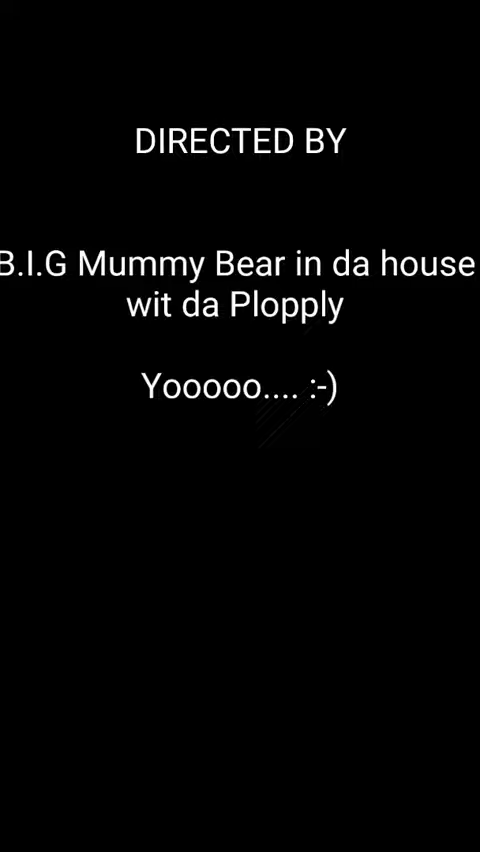 DIRECTED BY
B.I.G Mummy Bear in da house
wit da Plopply
Yooooo.... :-)